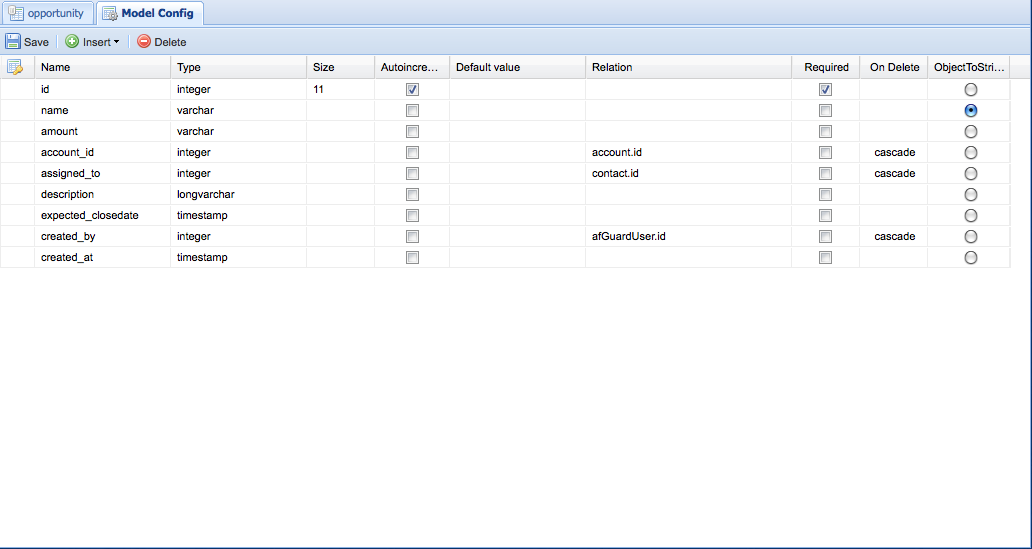 opportunity Model Config
Save Insert Delete
Name Type Size Autoincre... Default value Relation Required On Delete ObjectToStri...
id integer 11
name varchar
amount varchar
account_id integer account.id cascade
assigned_to integer contact.id cascade
description longvarchar
expected_closedate timestamp
created_by integer afGuardUser.id cascade
created_at timestamp